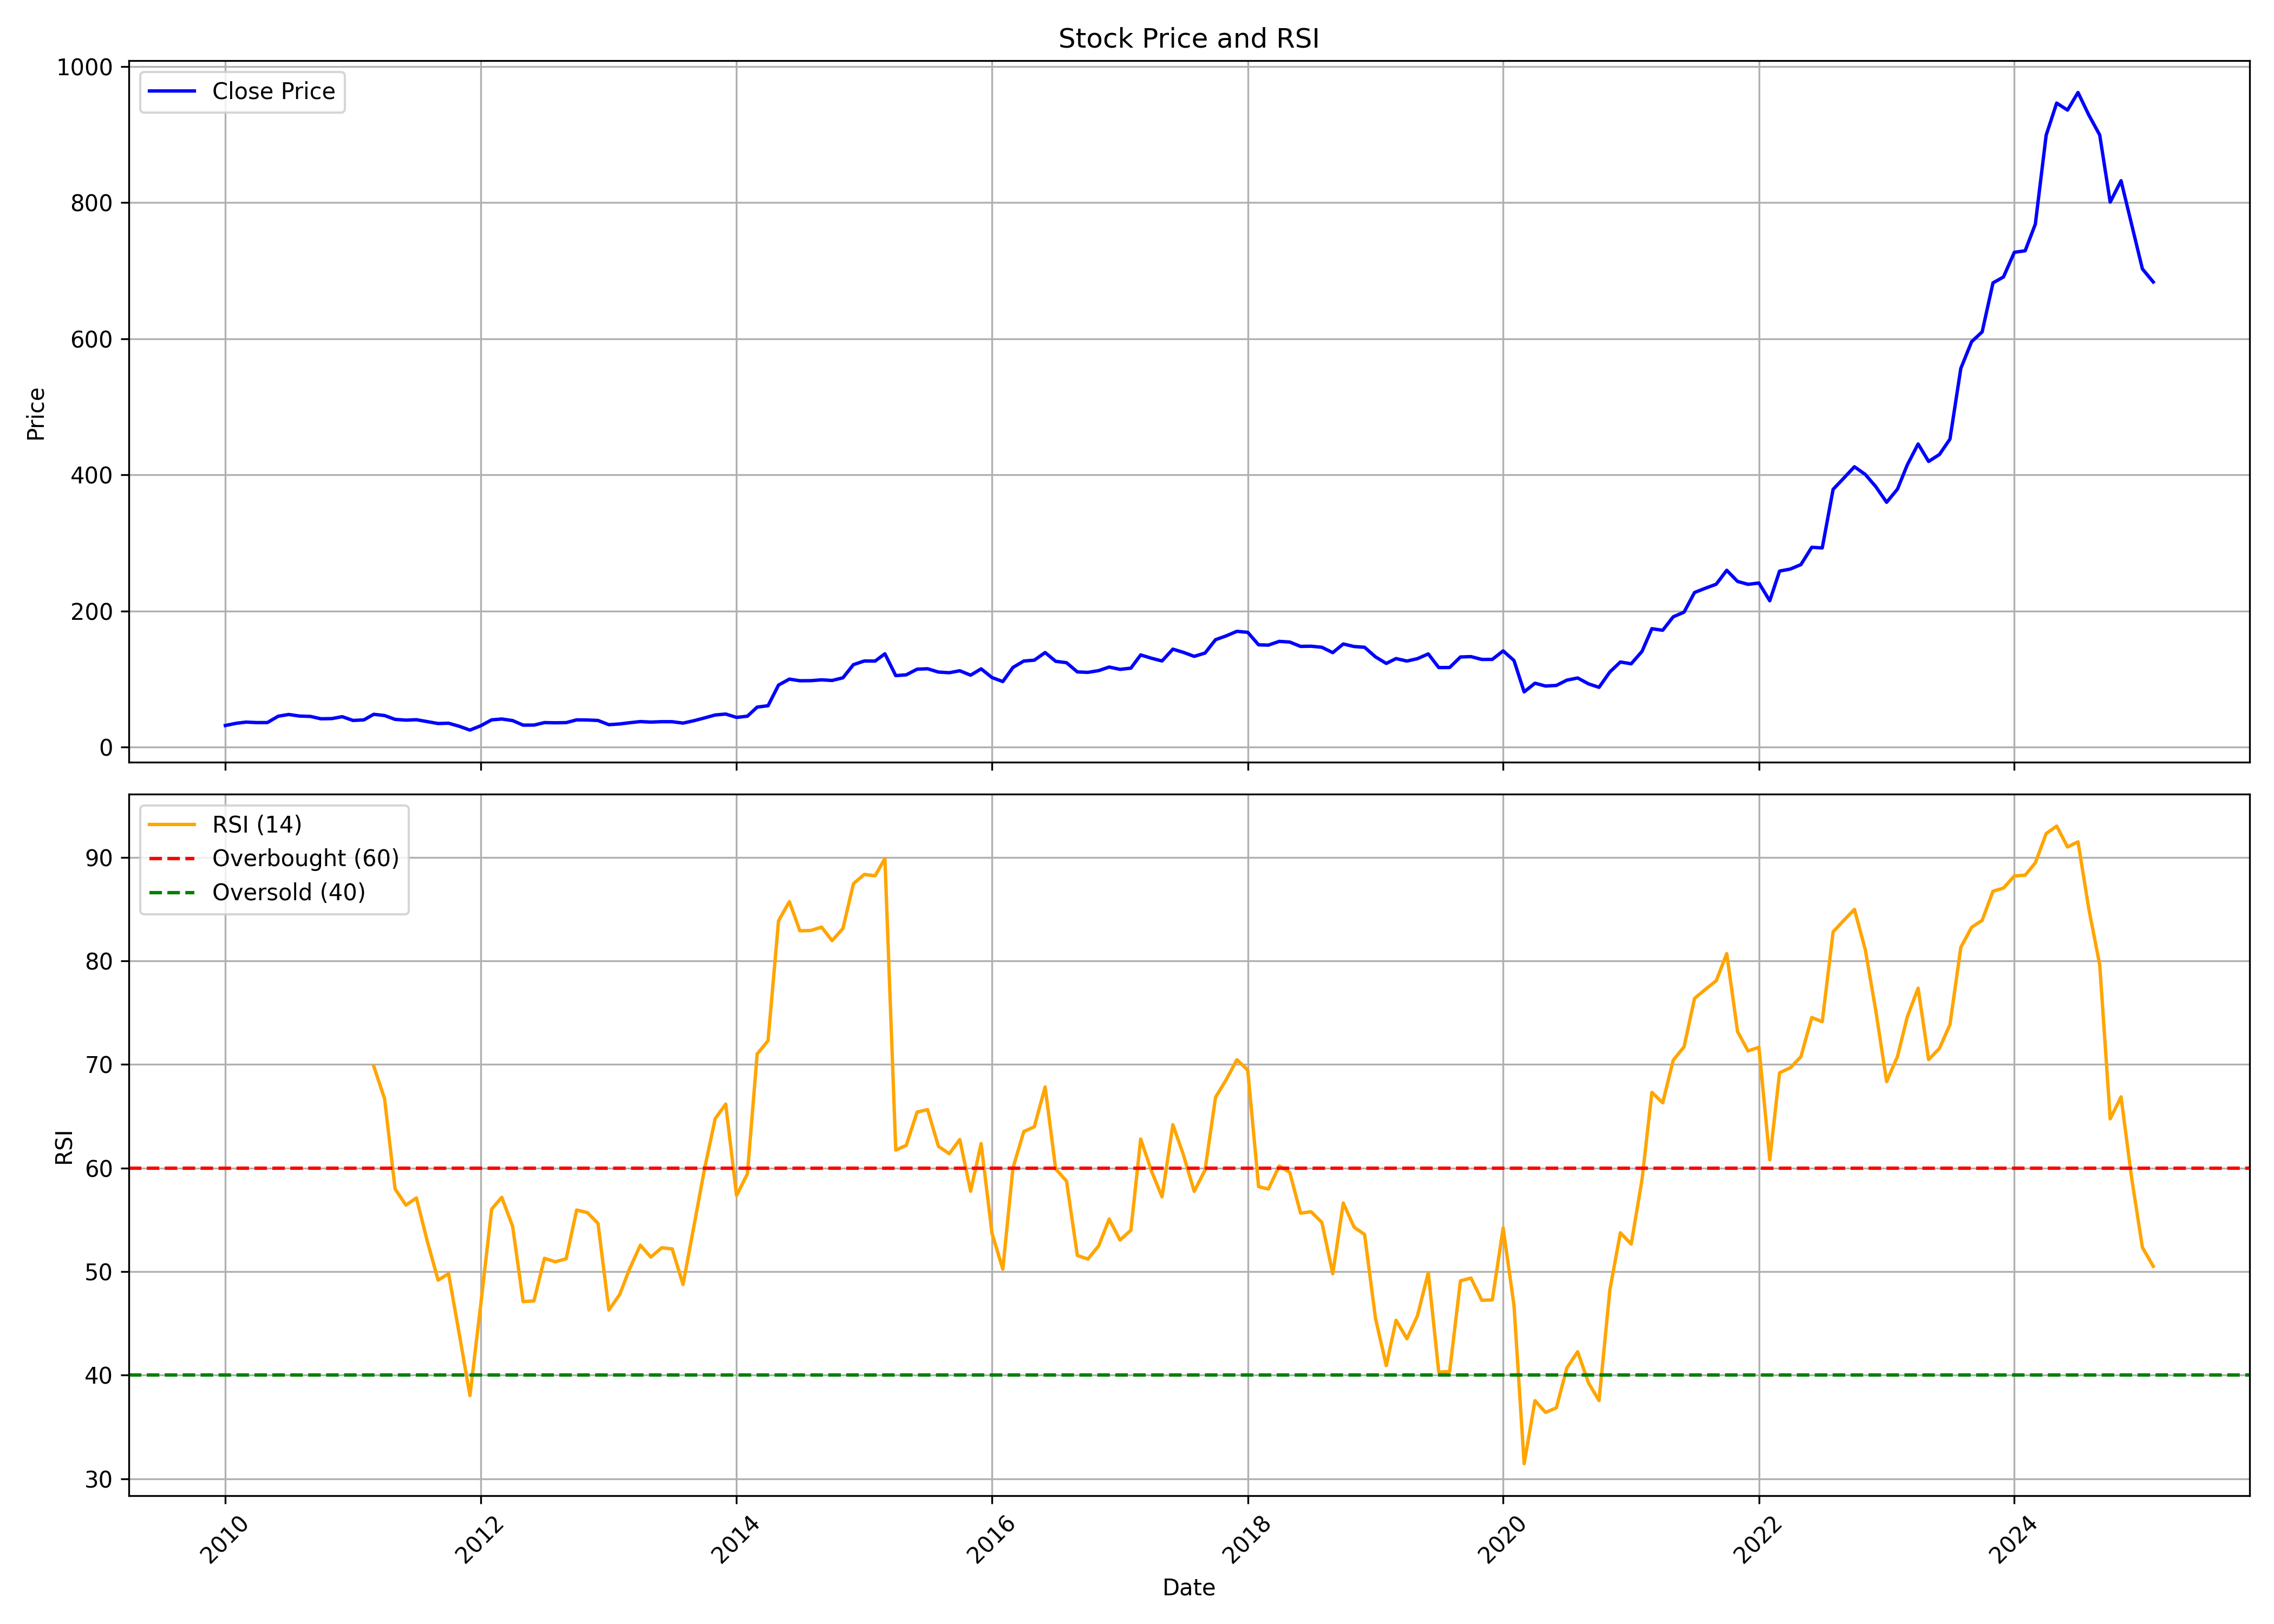 Stock Price and RSI
1000
800
600
400
200
0
Price
Close Price
90
80
70
60
50
40
30
RSI
RSI (14)
Overbought (60)
Oversold (40)
2010
2012
2014
2016
2018
2020
2022
2024
Date